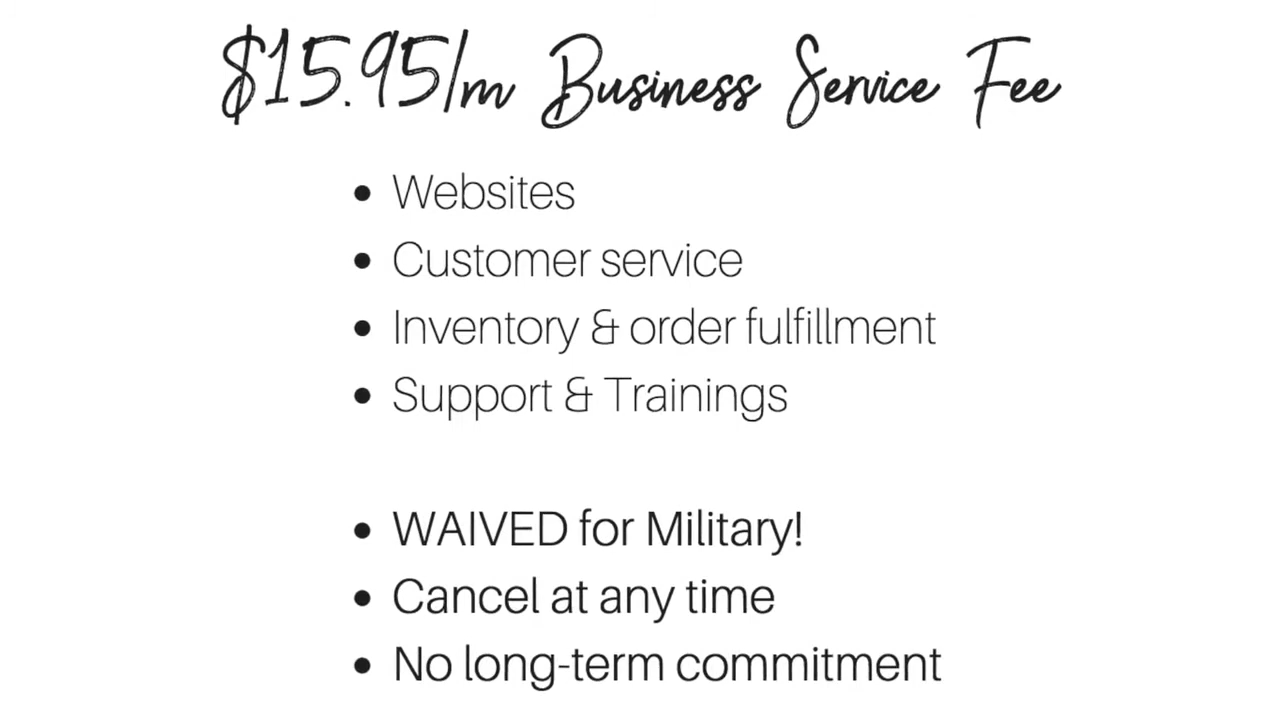 $15.95/m Business Service Fee
• Websites
• Customer service
• Inventory & order fulfillment
• Support & Trainings
• WAIVED for Military!
• Cancel at any time
• No long-term commitment